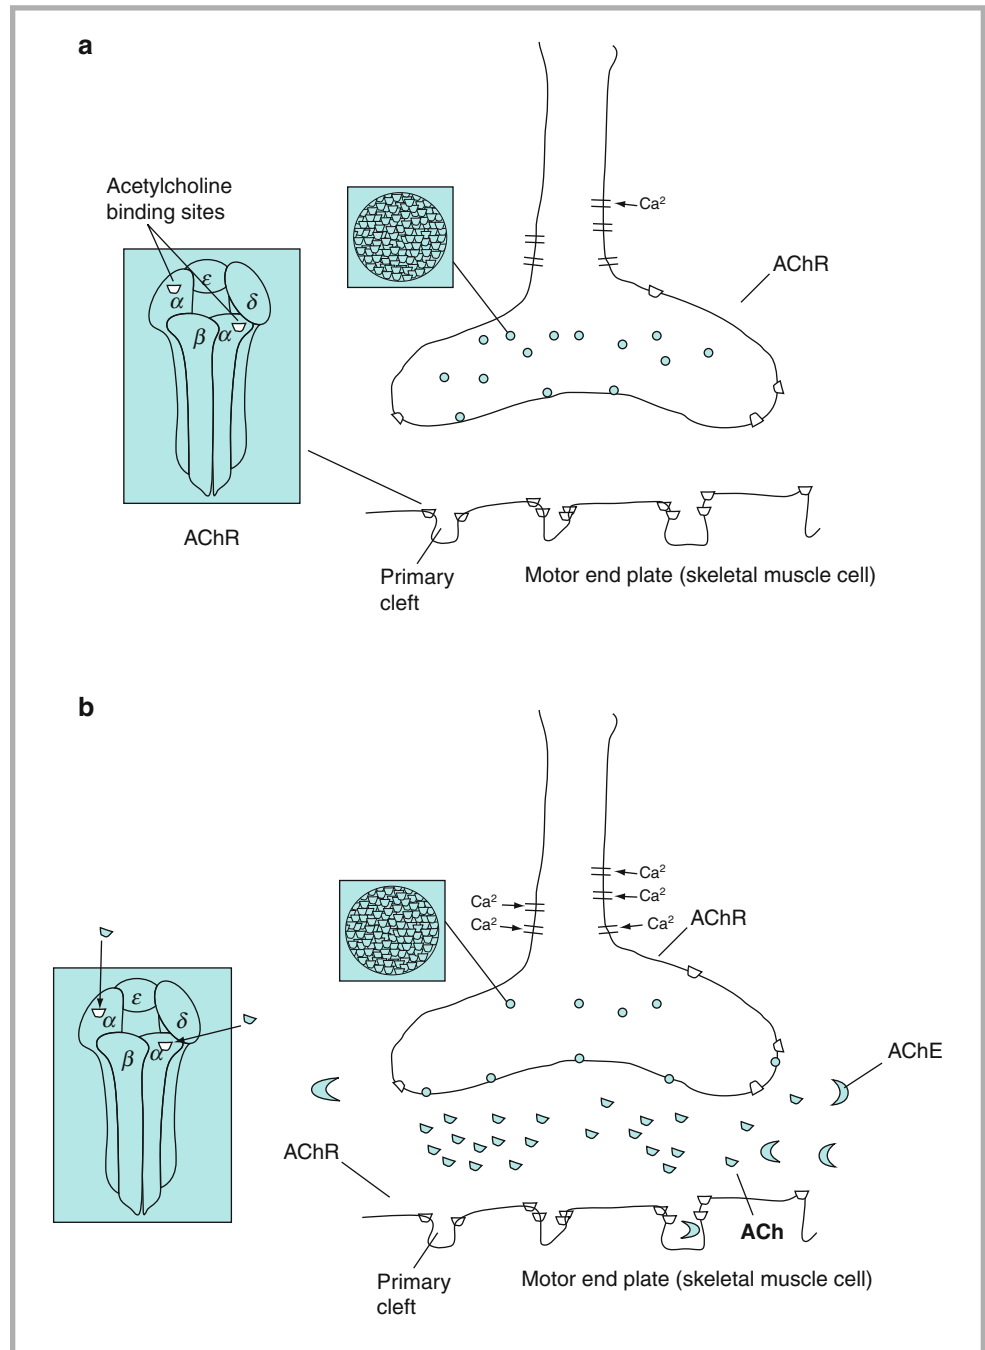 a
Acetylcholine
binding sites
Ca²
AChR
ε
α
δ
β
α
AChR
Primary
cleft
Motor end plate (skeletal muscle cell)
b
Ca²
Ca²
Ca²
Ca²
Ca²
AChR
ε
α
δ
β
α
AChE
AChR
ACh
Primary
cleft
Motor end plate (skeletal muscle cell)